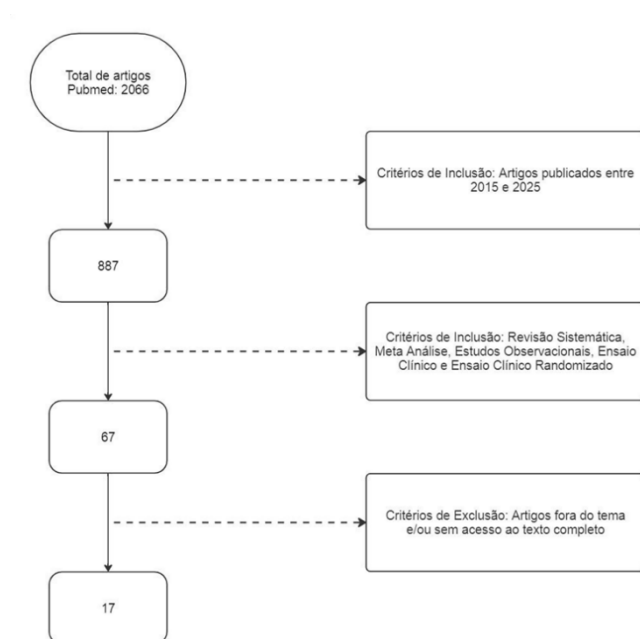 Total de artigos
Pubmed: 2066
Critérios de Inclusão: Artigos publicados entre
2015 e 2025
887
Critérios de Inclusão: Revisão Sistemática,
Meta Análise, Estudos Observacionais, Ensaio
Clínico e Ensaio Clínico Randomizado
67
Critérios de Exclusão: Artigos fora do tema
e/ou sem acesso ao texto completo
17